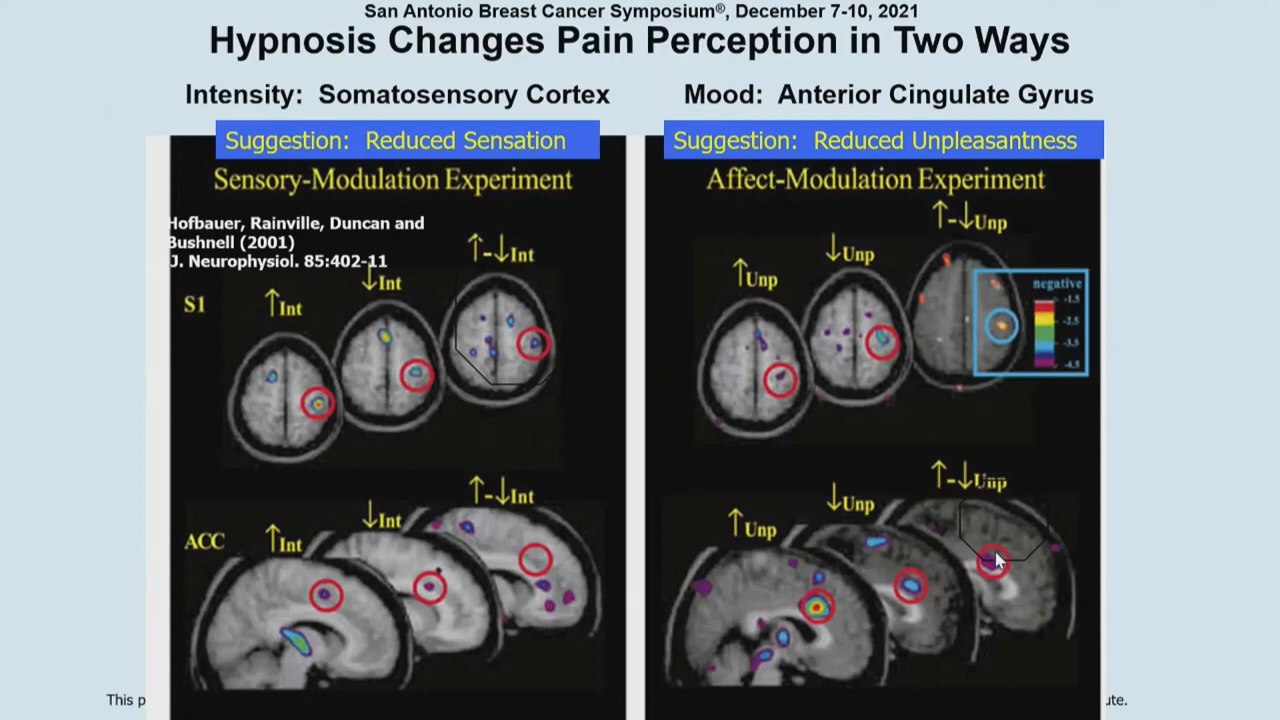 San Antonio Breast Cancer Symposium®, December 7-10, 2021
Hypnosis Changes Pain Perception in Two Ways
Intensity: Somatosensory Cortex
Mood: Anterior Cingulate Gyrus
Suggestion: Reduced Sensation
Suggestion: Reduced Unpleasantness
Sensory-Modulation Experiment
Affect-Modulation Experiment
Hofbauer, Rainville, Duncan and
Bushnell (2001)
J. Neurophysiol. 85:402-11
S1
↑Int
↓Int
↑-↓Int
↑Unp
↓Unp
↑-↓Unp
negative
-1.5
-2.5
-3.5
-4.5
ACC
↑Int
↓Int
↑-↓Int
↑Unp
↓Unp
↑-↓Unp
This p
ute.